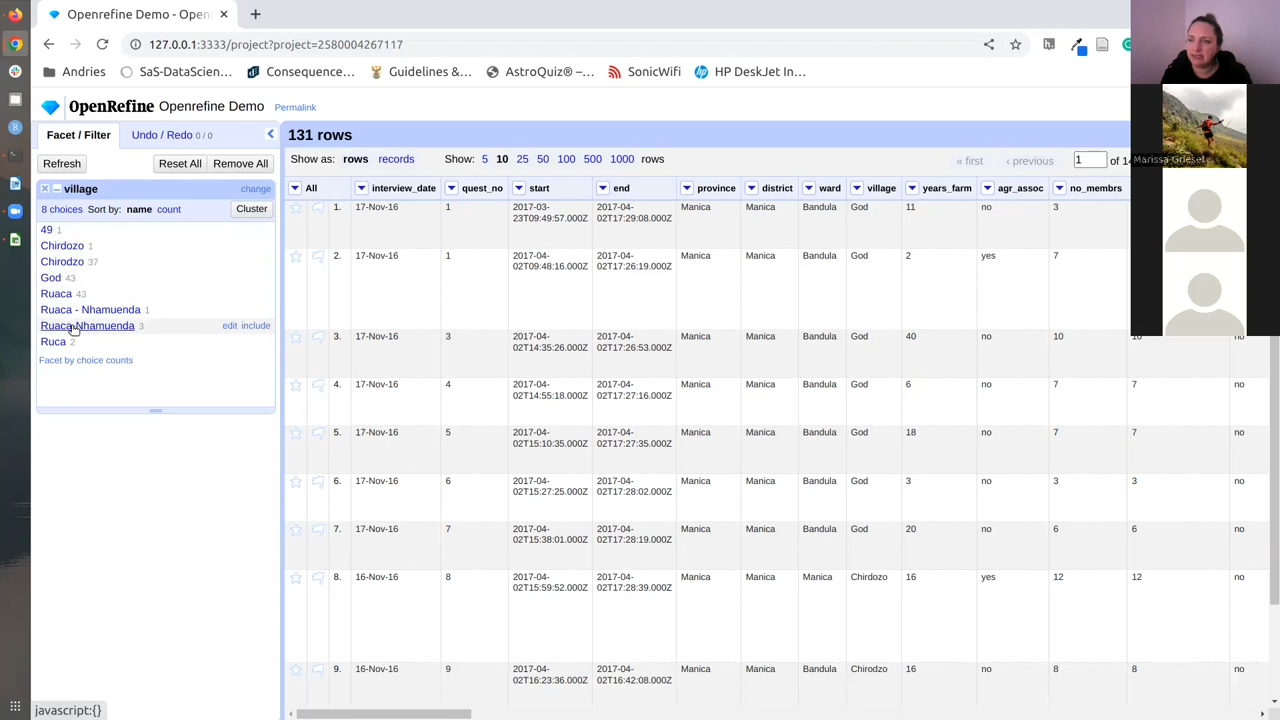 Openrefine Demo - Open
127.0.0.1:3333/project?project=2580004267117
Andries SaS-DataScien... Consequence... Guidelines &... AstroQuiz® –... SonicWifi HP DeskJet In...
OpenRefine Openrefine Demo Permalink
Facet / Filter Undo / Redo 0 / 0
131 rows
Refresh Reset All Remove All
Show as: rows records Show: 5 10 25 50 100 500 1000 rows « first ‹ previous 1 of 14
village change
8 choices Sort by: name count Cluster
49 1
Chirdozo 1
Chirodzo 37
God 43
Ruaca 43
Ruaca - Nhamuenda 1
Ruaca-Nhamuenda 3 edit include
Ruca 2
Facet by choice counts
All interview_date quest_no start end province district ward village years_farm agr_assoc no_membrs
1. 17-Nov-16 1 2017-03-23T09:49:57.000Z 2017-04-02T17:29:08.000Z Manica Manica Bandula God 11 no 3
2. 17-Nov-16 1 2017-04-02T09:48:16.000Z 2017-04-02T17:26:19.000Z Manica Manica Bandula God 2 yes 7
3. 17-Nov-16 3 2017-04-02T14:35:26.000Z 2017-04-02T17:26:53.000Z Manica Manica Bandula God 40 no 10 10 no
4. 17-Nov-16 4 2017-04-02T14:55:18.000Z 2017-04-02T17:27:16.000Z Manica Manica Bandula God 6 no 7 7 no
5. 17-Nov-16 5 2017-04-02T15:10:35.000Z 2017-04-02T17:27:35.000Z Manica Manica Bandula God 18 no 7 7 no
6. 17-Nov-16 6 2017-04-02T15:27:25.000Z 2017-04-02T17:28:02.000Z Manica Manica Bandula God 3 no 3 3 no
7. 17-Nov-16 7 2017-04-02T15:38:01.000Z 2017-04-02T17:28:19.000Z Manica Manica Bandula God 20 no 6 6 no
8. 16-Nov-16 8 2017-04-02T15:59:52.000Z 2017-04-02T17:28:39.000Z Manica Manica Manica Chirdozo 16 yes 12 12 no
9. 16-Nov-16 9 2017-04-02T16:23:36.000Z 2017-04-02T16:42:08.000Z Manica Manica Bandula Chirodzo 16 no 8 8 no
javascript:{}
Marissa Griesel